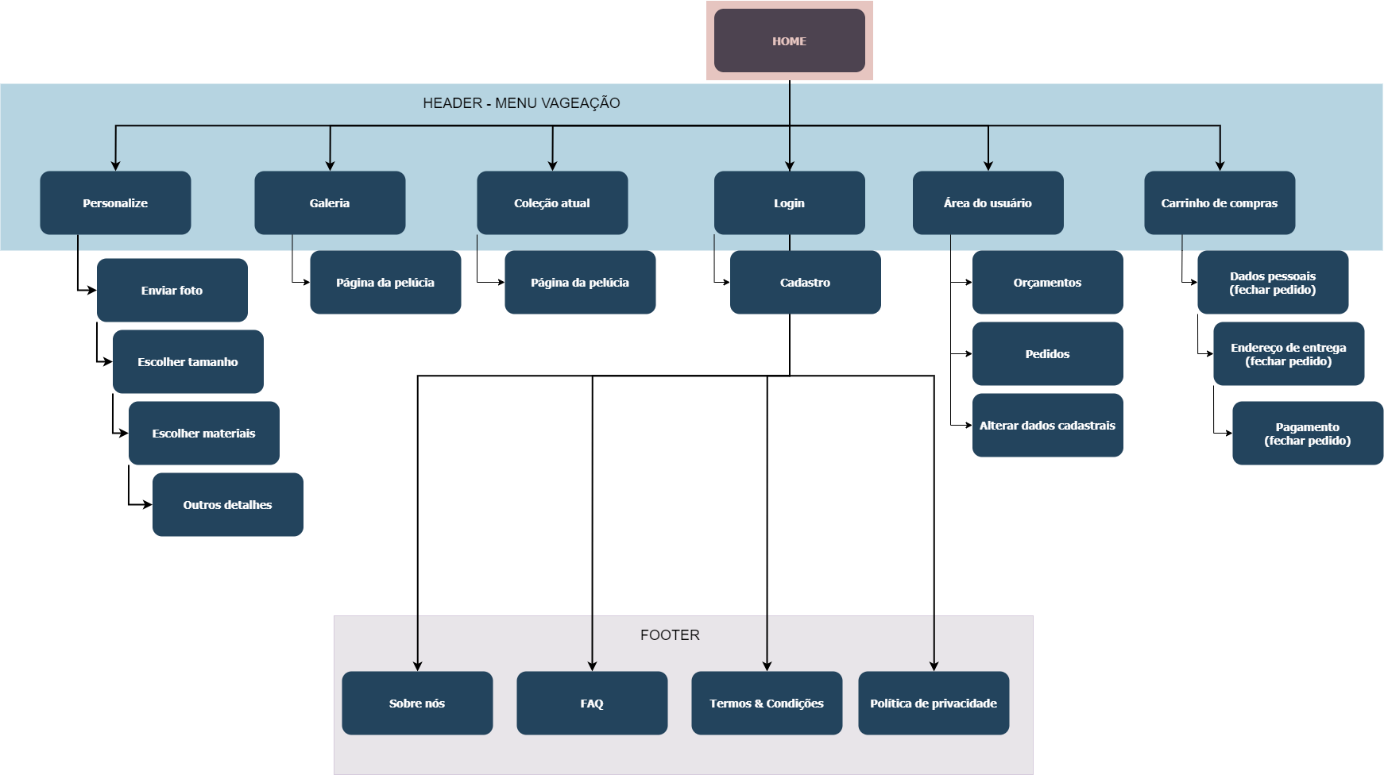 HOME
HEADER - MENU VAGEAÇÃO
Personalize
Galeria
Coleção atual
Login
Área do usuário
Carrinho de compras
Enviar foto
Escolher tamanho
Escolher materiais
Outros detalhes
Página da pelúcia
Página da pelúcia
Cadastro
Orçamentos
Pedidos
Alterar dados cadastrais
Dados pessoais
(fechar pedido)
Endereço de entrega
(fechar pedido)
Pagamento
(fechar pedido)
FOOTER
Sobre nós
FAQ
Termos & Condições
Política de privacidade